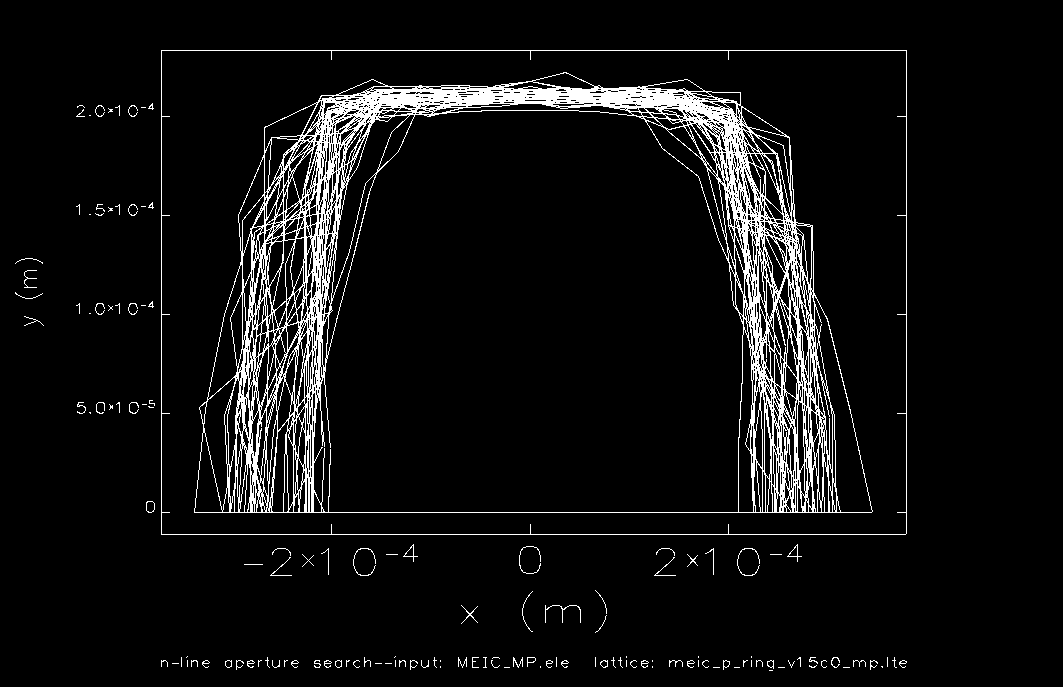 y (m)
2.0×10⁻⁴
1.5×10⁻⁴
1.0×10⁻⁴
5.0×10⁻⁵
0
−2×10⁻⁴ 0 2×10⁻⁴
x (m)
n-line aperture search--input: MEIC_MP.ele lattice: meic_p_ring_v15c0_mp.lte